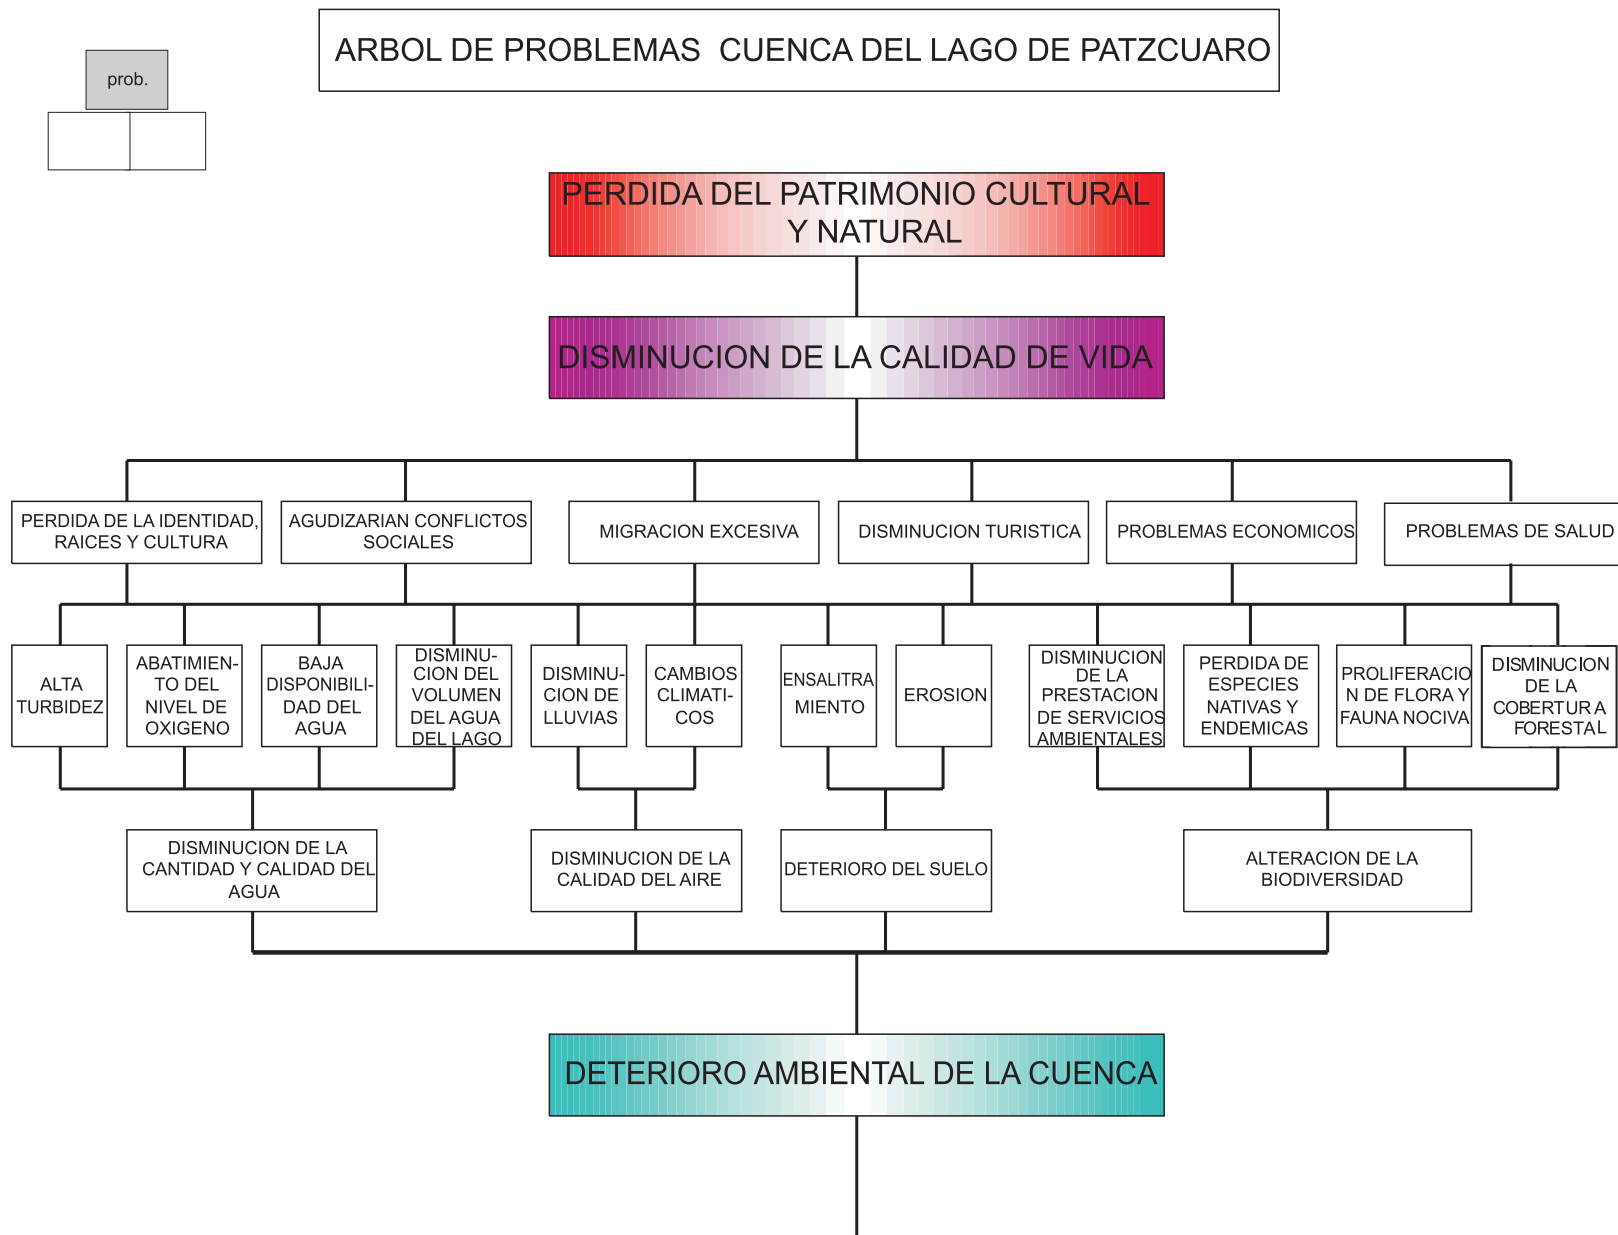 ARBOL DE PROBLEMAS  CUENCA DEL LAGO DE PATZCUARO
prob.
PERDIDA DEL PATRIMONIO CULTURAL
Y NATURAL
DISMINUCION DE LA CALIDAD DE VIDA
PERDIDA DE LA IDENTIDAD,
RAICES Y CULTURA
AGUDIZARIAN CONFLICTOS
SOCIALES
MIGRACION EXCESIVA
DISMINUCION TURISTICA
PROBLEMAS ECONOMICOS
PROBLEMAS DE SALUD
ALTA
TURBIDEZ
ABATIMIEN-
TO DEL
NIVEL DE
OXIGENO
BAJA
DISPONIBILI-
DAD DEL
AGUA
DISMINU-
CION DEL
VOLUMEN
DEL AGUA
DEL LAGO
DISMINU-
CION DE
LLUVIAS
CAMBIOS
CLIMATI-
COS
ENSALITRA
MIENTO
EROSION
DISMINUCION
DE LA
PRESTACION
DE SERVICIOS
AMBIENTALES
PERDIDA DE
ESPECIES
NATIVAS Y
ENDEMICAS
PROLIFERACIO
N DE FLORA Y
FAUNA NOCIVA
DISMINUCION
DE LA
COBERTURA
FORESTAL
DISMINUCION DE LA
CANTIDAD Y CALIDAD DEL
AGUA
DISMINUCION DE LA
CALIDAD DEL AIRE
DETERIORO DEL SUELO
ALTERACION DE LA
BIODIVERSIDAD
DETERIORO AMBIENTAL DE LA CUENCA